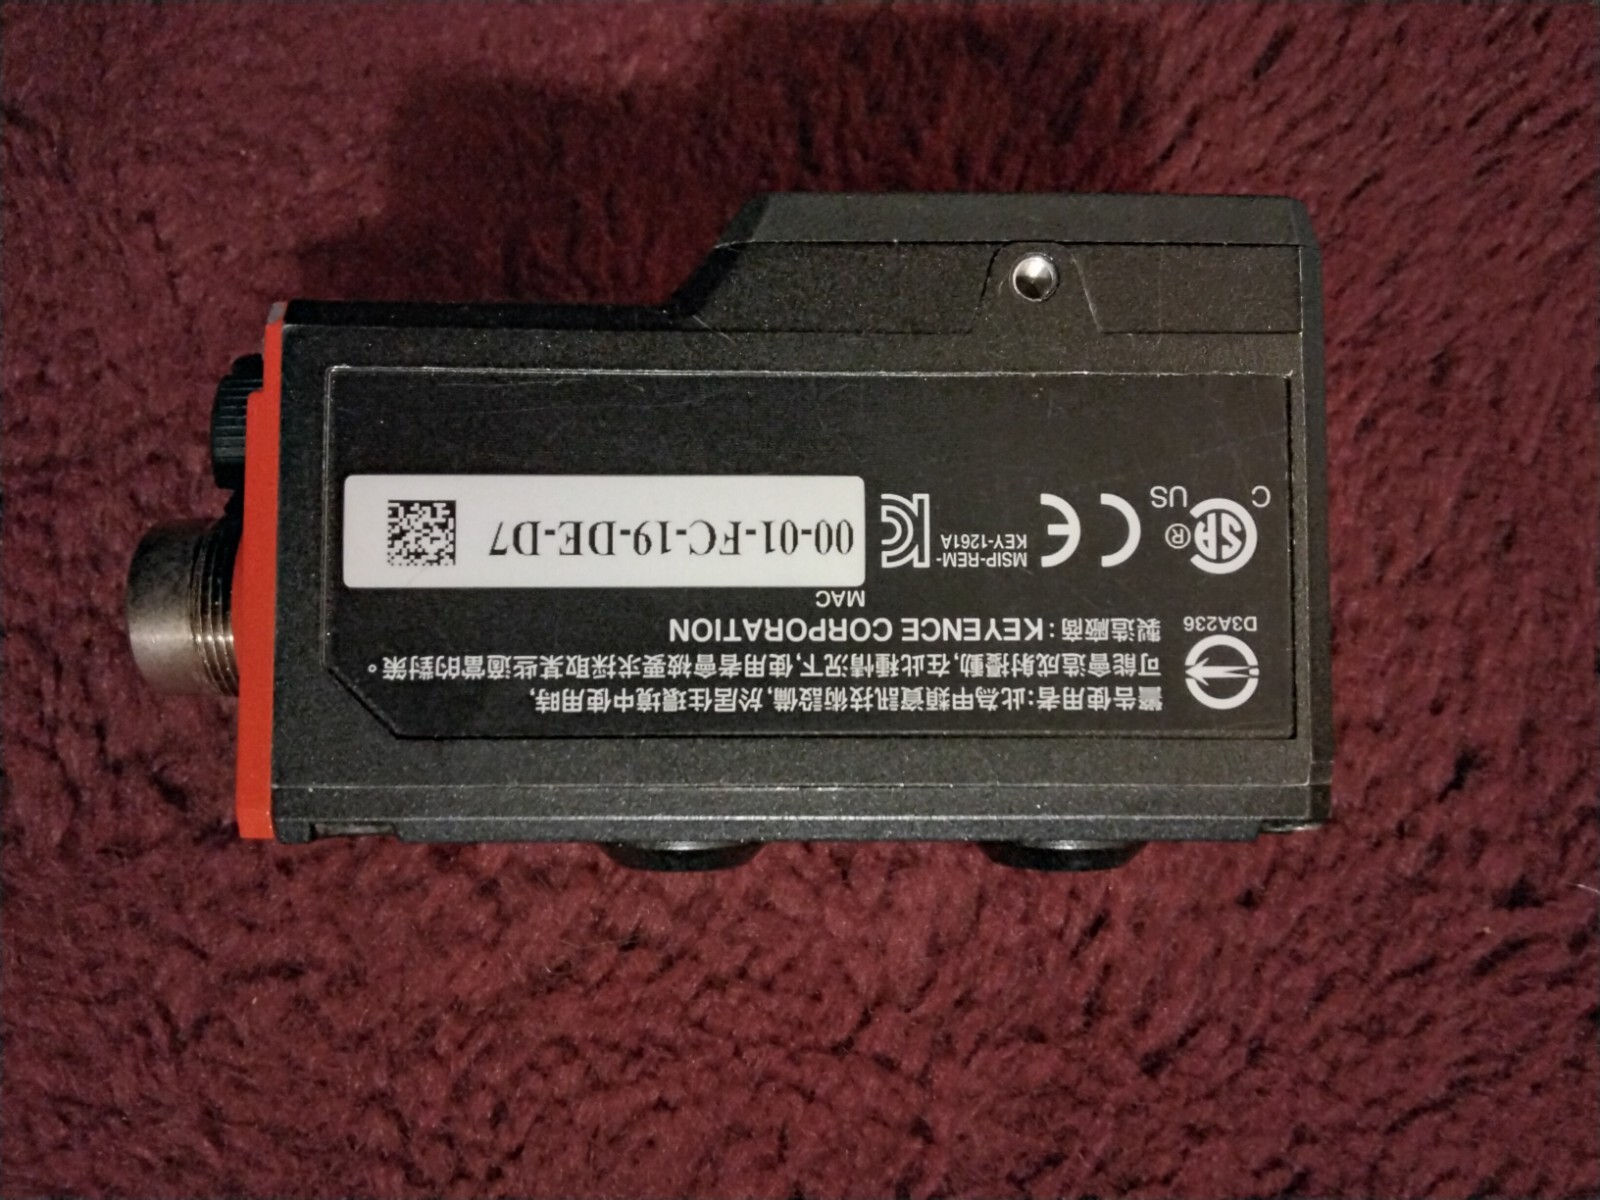 警告使用者：此為甲類資訊技術設備，於居住環境中使用時，
可能會造成射頻擾動，在此種情況下，使用者會被要求採取某些適當的對策。
D3A236
製造廠商：KEYENCE CORPORATION
MAC
C SA ® US
CE
MSIP-REM-
KEY-1261A
00-01-FC-19-DE-D7